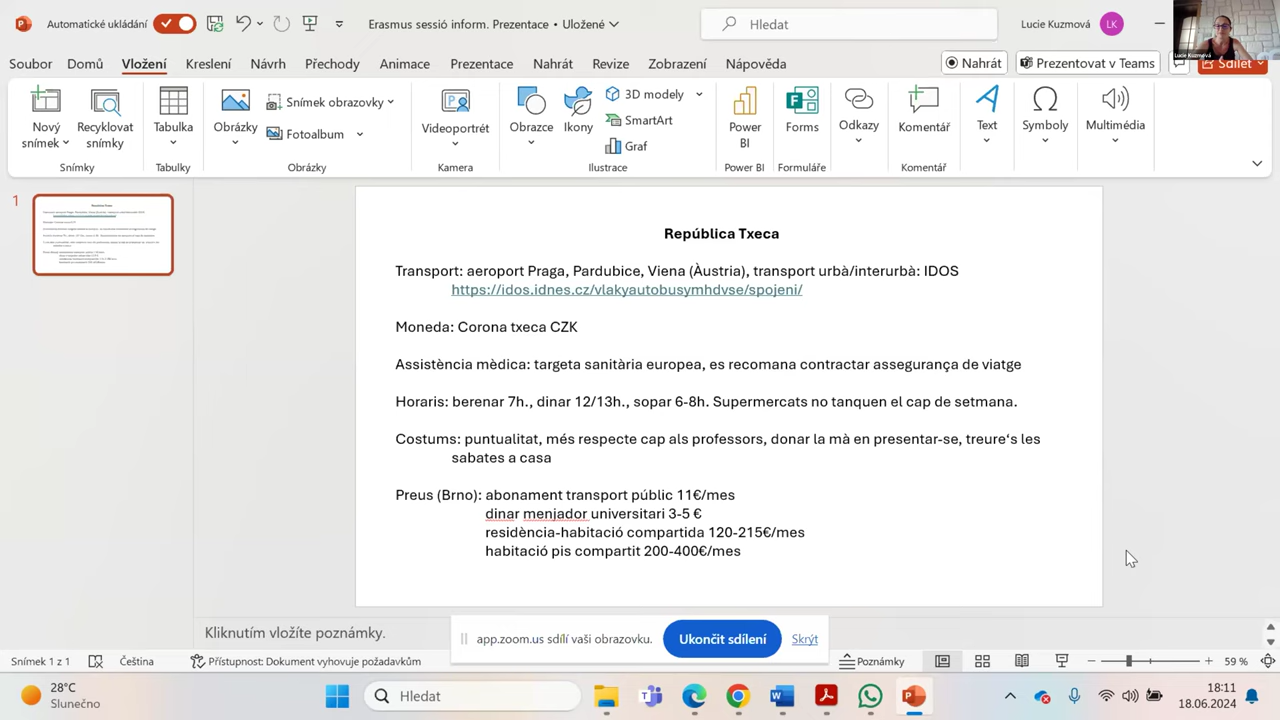 Automatické ukládání
Erasmus sessió inform. Prezentace • Uložené
Hledat
Lucie Kuzmová
LK
Lucie Kuzmová
Soubor
Domů
Vložení
Kreslení
Návrh
Přechody
Animace
Nahrát
Revize
Zobrazení
Nápověda
Nahrát
Prezentovat v Teams
Sdílet
Nový snímek
Recyklovat snímky
Tabulka
Obrázky
Snímek obrazovky
Fotoalbum
Videoportrét
Obrazce
Ikony
3D modely
SmartArt
Graf
Power BI
Forms
Odkazy
Komentář
Text
Symboly
Multimédia
Snímky
Tabulky
Obrázky
Kamera
Ilustrace
Power BI
Formuláře
Komentář
1
República Txeca
Transport: aeroport Praga, Pardubice, Viena (Àustria), transport urbà/interurbà: IDOS
https://idos.idnes.cz/vlakyautobusymhdvse/spojeni/
Moneda: Corona txeca CZK
Assistència mèdica: targeta sanitària europea, es recomana contractar assegurança de viatge
Horaris: berenar 7h., dinar 12/13h., sopar 6-8h. Supermercats no tanquen el cap de setmana.
Costums: puntualitat, més respecte cap als professors, donar la mà en presentar-se, treure‘s les
sabates a casa
Preus (Brno): abonament transport públic 11€/mes
dinar menjador universitari 3-5 €
residència-habitació compartida 120-215€/mes
habitació pis compartit 200-400€/mes
Kliknutím vložíte poznámky.
app.zoom.us sdílí vaši obrazovku.
Ukončit sdílení
Skrýt
Snímek 1 z 1
Čeština
Přístupnost: Dokument vyhovuje požadavkům
Poznámky
59 %
28°C
Slunečno
Hledat
18:11
18.06.2024